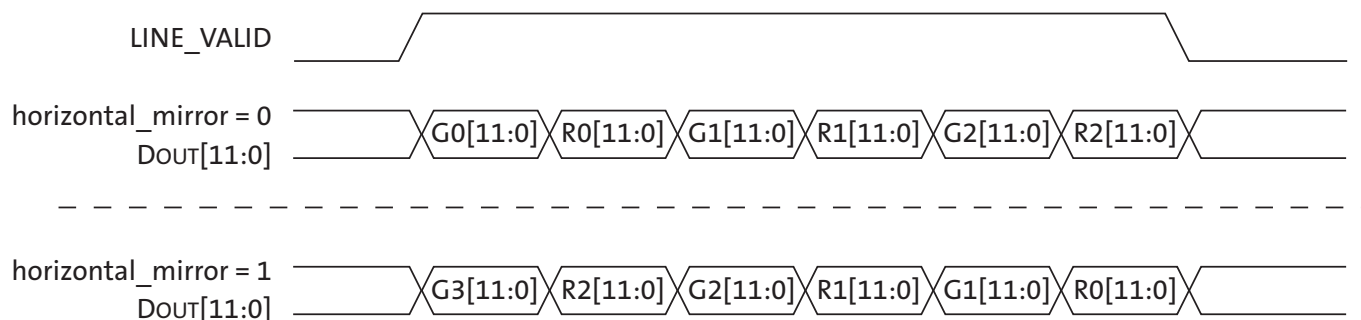 LINE_VALID
horizontal_mirror = 0
DOUT[11:0]
G0[11:0] R0[11:0] G1[11:0] R1[11:0] G2[11:0] R2[11:0]
horizontal_mirror = 1
DOUT[11:0]
G3[11:0] R2[11:0] G2[11:0] R1[11:0] G1[11:0] R0[11:0]